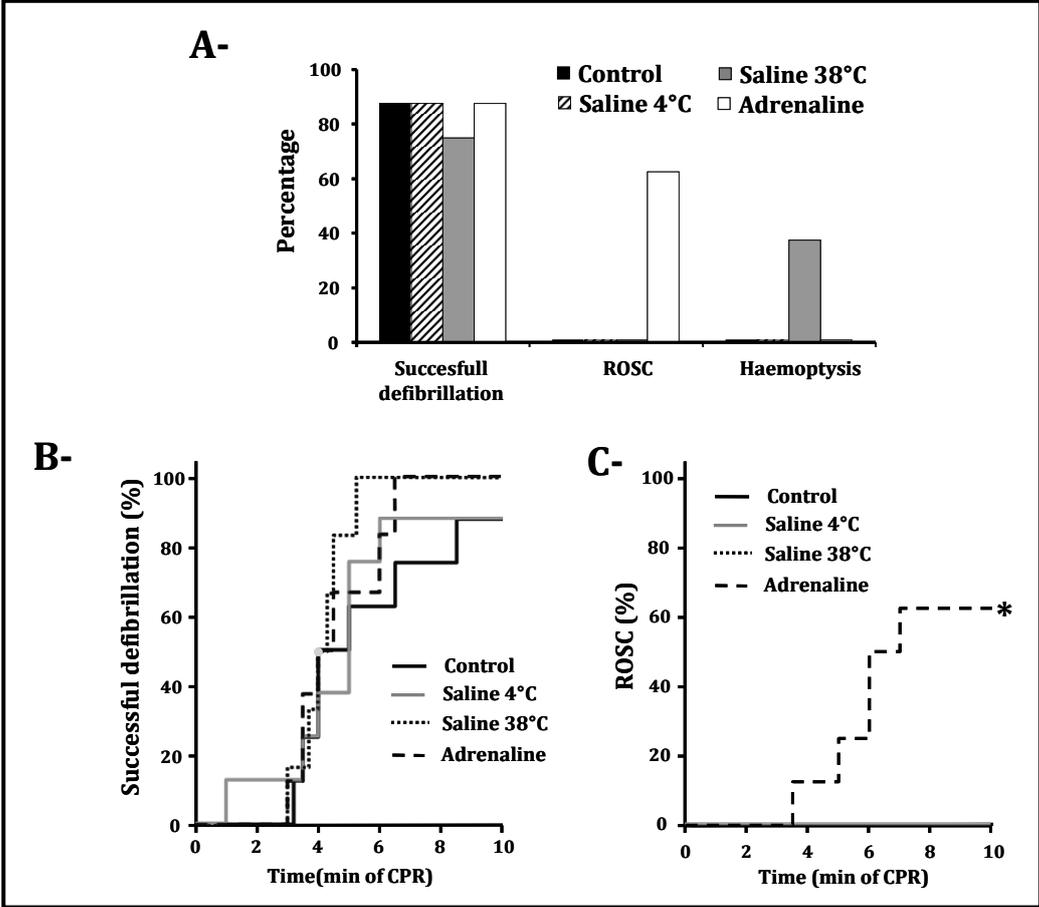 A-
100
80
60
40
20
0
Percentage
Control
Saline 38°C
Saline 4°C
Adrenaline
Succesfull
defibrillation
ROSC
Haemoptysis
B-
100
80
60
40
20
0
Successful defibrillation (%)
Control
Saline 4°C
Saline 38°C
Adrenaline
0 2 4 6 8 10
Time(min of CPR)
C-
100
80
60
40
20
0
ROSC (%)
Control
Saline 4°C
Saline 38°C
Adrenaline
*
0 2 4 6 8 10
Time (min of CPR)